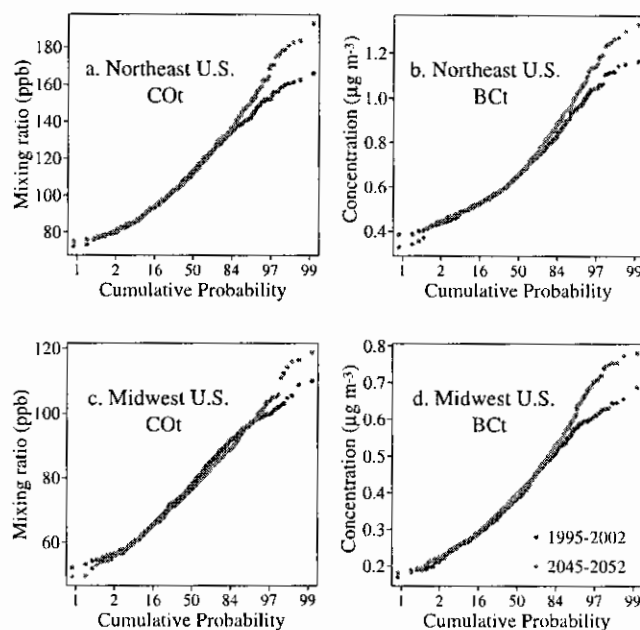 180
160
140
120
100
80
Mixing ratio (ppb)
a. Northeast U.S.
COt
1 2 16 50 84 97 99
Cumulative Probability
1.2
1.0
0.8
0.6
0.4
Concentration (µg m-3)
b. Northeast U.S.
BCt
1 2 16 50 84 97 99
Cumulative Probability
120
100
80
60
Mixing ratio (ppb)
c. Midwest U.S.
COt
1 2 16 50 84 97 99
Cumulative Probability
0.8
0.7
0.6
0.5
0.4
0.3
0.2
Concentration (µg m-3)
d. Midwest U.S.
BCt
1995-2002
2045-2052
1 2 16 50 84 97 99
Cumulative Probability